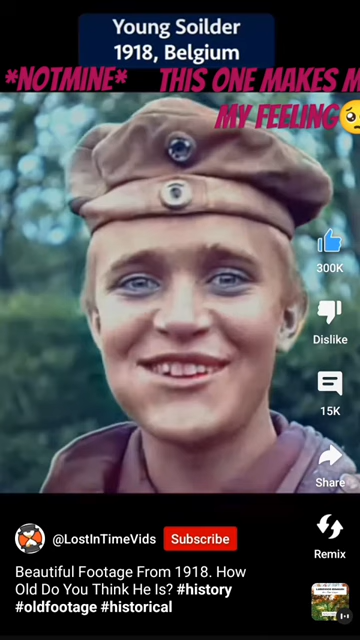 Young Soilder
1918, Belgium
*NOTMINE* THIS ONE MAKES M
MY FEELING🥺
300K
Dislike
15K
Share
@LostInTimeVids Subscribe
Remix
Beautiful Footage From 1918. How
Old Do You Think He Is? #history
#oldfootage #historical